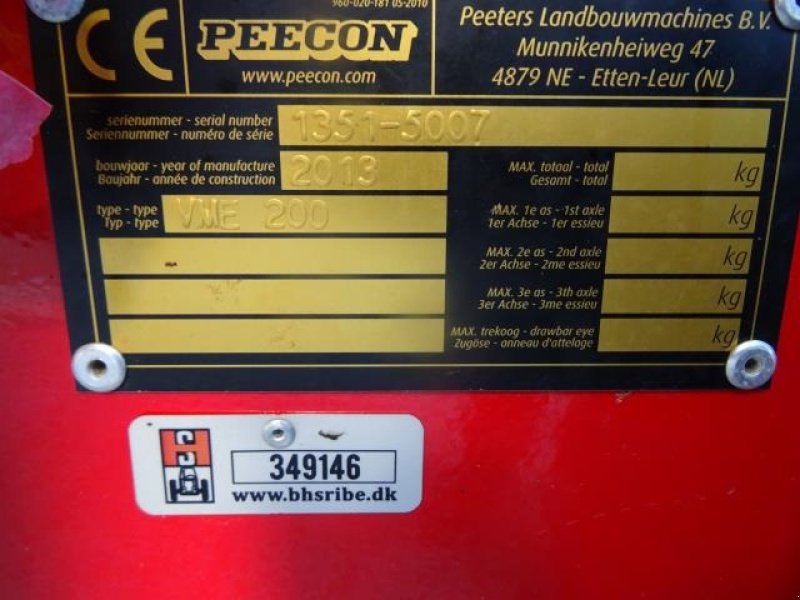 960-020-181 05-2010
CE
PEECON
www.peecon.com
Peeters Landbouwmachines B.V.
Munnikenheiweg 47
4879 NE - Etten-Leur (NL)
serienummer - serial number
Seriennummer - numéro de série
1351-5007
bouwjaar - year of manufacture
Baujahr - année de construction
2013
type - type
Typ - type
VME 200
MAX. totaal - total
Gesamt - total
kg
MAX. 1e as - 1st axle
1er Achse - 1er essieu
kg
MAX. 2e as - 2nd axle
2er Achse - 2me essieu
kg
MAX. 3e as - 3th axle
3er Achse - 3me essieu
kg
MAX. trekoog - drawbar eye
Zugöse - anneau d'attelage
kg
H
349146
www.bhsribe.dk